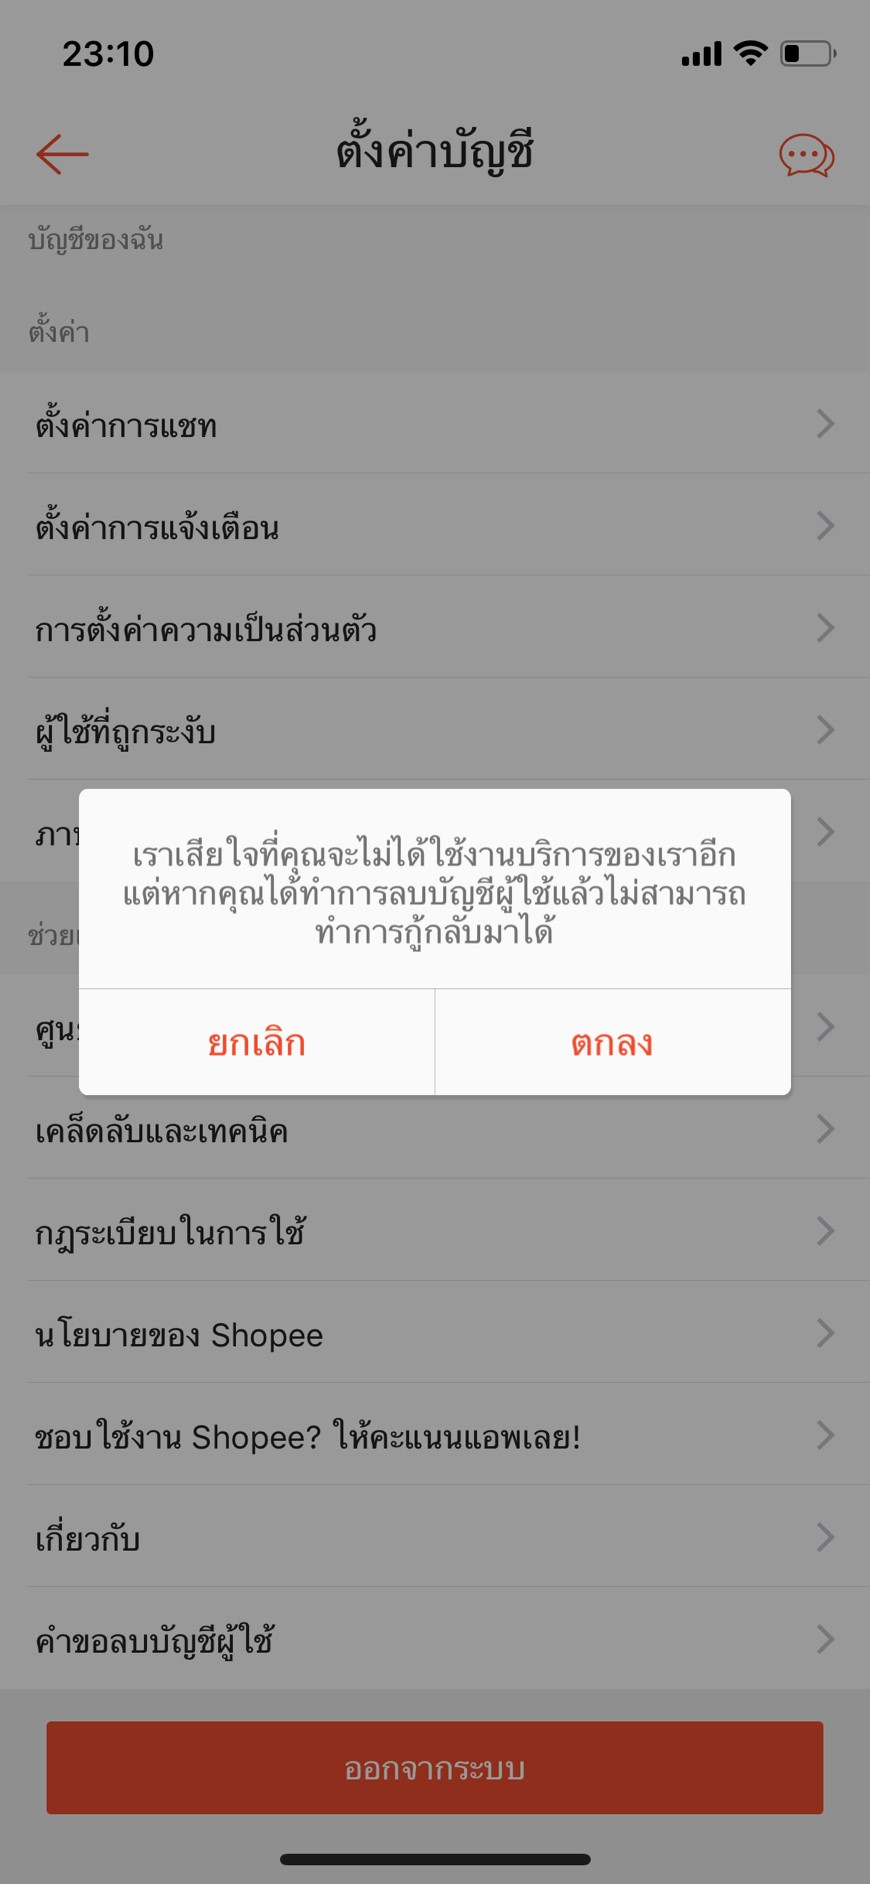 23:10
ตั้งค่าบัญชี
บัญชีของฉัน
ตั้งค่า
ตั้งค่าการแชท
ตั้งค่าการแจ้งเตือน
การตั้งค่าความเป็นส่วนตัว
ผู้ใช้ที่ถูกระงับ
เราเสียใจที่คุณจะไม่ได้ใช้งานบริการของเราอีก
แต่หากคุณได้ทำการลบบัญชีผู้ใช้แล้วไม่สามารถ
ทำการกู้กลับมาได้
ยกเลิก ตกลง
เคล็ดลับและเทคนิค
กฎระเบียบในการใช้
นโยบายของ Shopee
ชอบใช้งาน Shopee? ให้คะแนนแอพเลย!
เกี่ยวกับ
คำขอลบบัญชีผู้ใช้
ออกจากระบบ